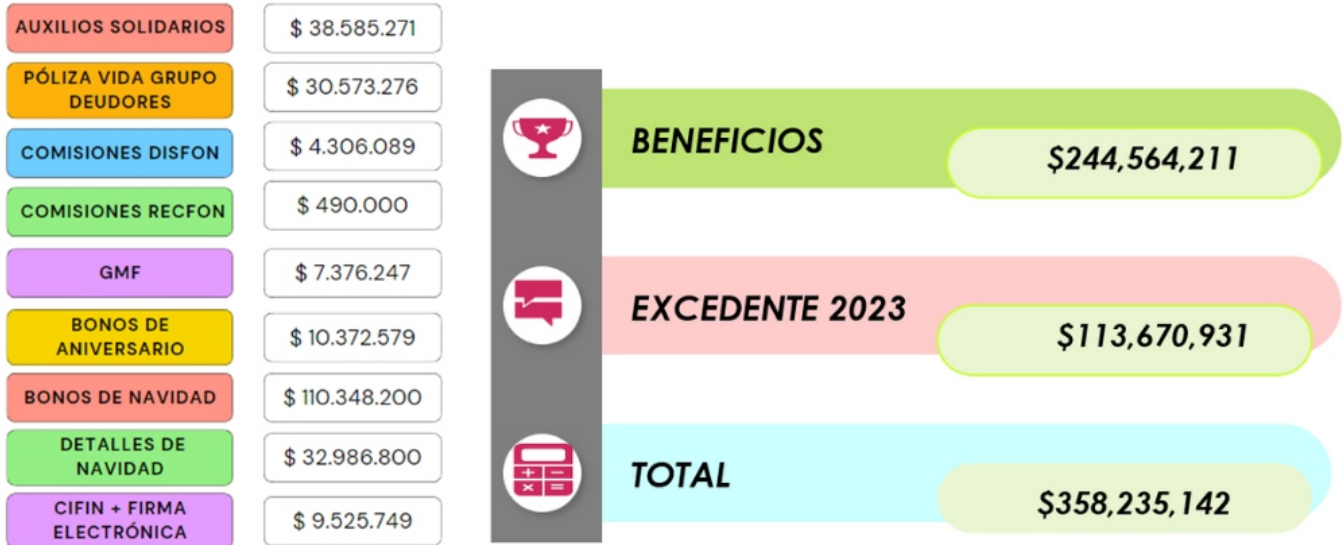 AUXILIOS SOLIDARIOS
$ 38.585.271
PÓLIZA VIDA GRUPO
DEUDORES
$ 30.573.276
COMISIONES DISFON
$ 4.306.089
COMISIONES RECFON
$ 490.000
GMF
$ 7.376.247
BONOS DE
ANIVERSARIO
$ 10.372.579
BONOS DE NAVIDAD
$ 110.348.200
DETALLES DE
NAVIDAD
$ 32.986.800
CIFIN + FIRMA
ELECTRÓNICA
$ 9.525.749
BENEFICIOS
$244,564,211
EXCEDENTE 2023
$113,670,931
TOTAL
$358,235,142